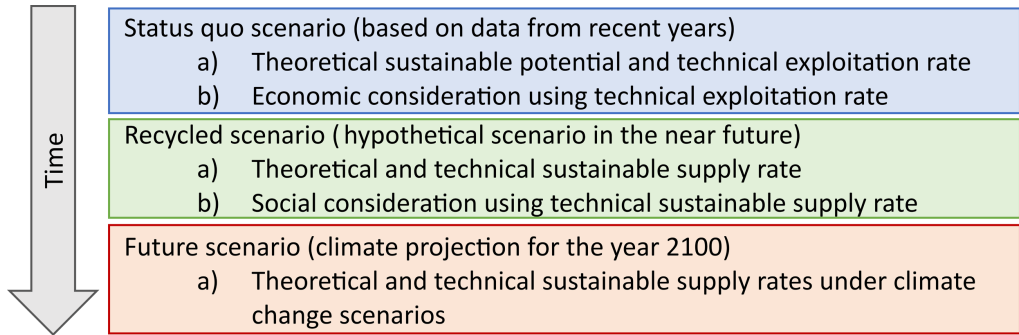 Time
Status quo scenario (based on data from recent years)
a) Theoretical sustainable potential and technical exploitation rate
b) Economic consideration using technical exploitation rate
Recycled scenario (hypothetical scenario in the near future)
a) Theoretical and technical sustainable supply rate
b) Social consideration using technical sustainable supply rate
Future scenario (climate projection for the year 2100)
a) Theoretical and technical sustainable supply rates under climate
change scenarios